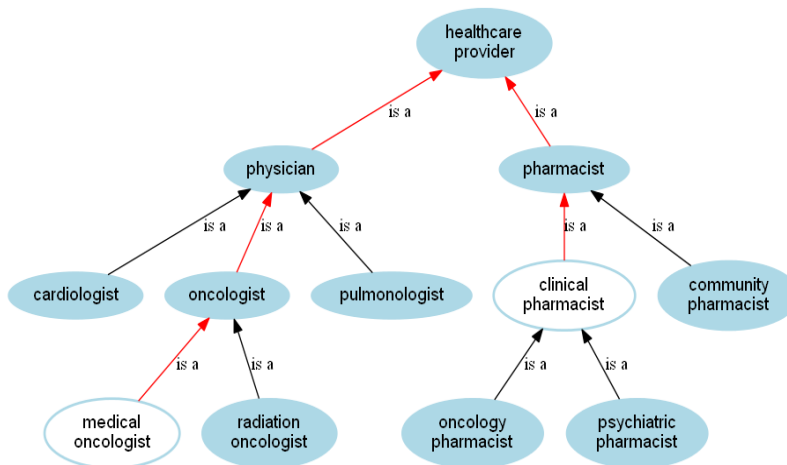 healthcare
provider
is a
is a
physician
pharmacist
is a
is a
is a
is a
is a
cardiologist
oncologist
pulmonologist
clinical
pharmacist
community
pharmacist
is a
is a
is a
is a
medical
oncologist
radiation
oncologist
oncology
pharmacist
psychiatric
pharmacist